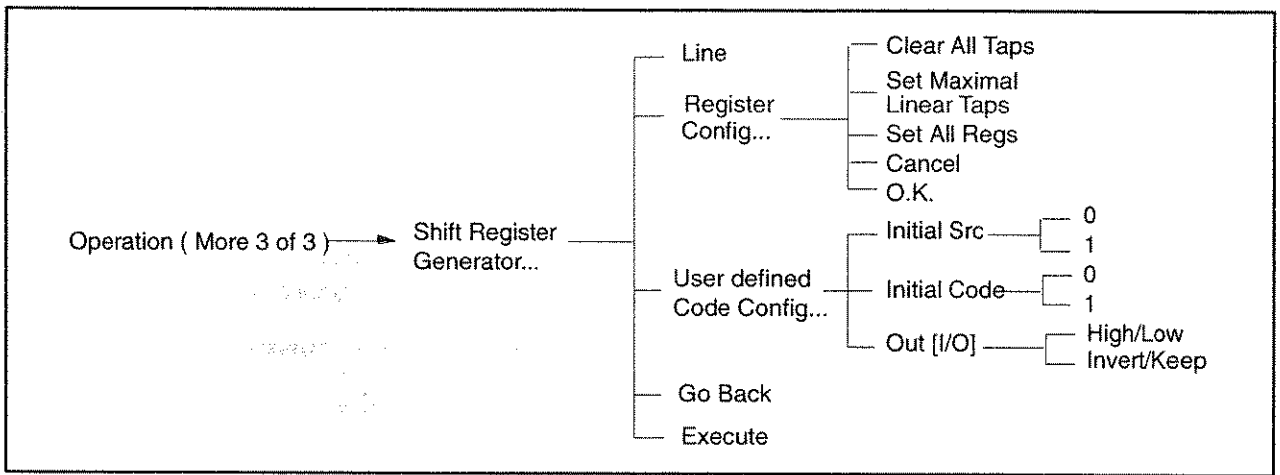 Line
Register
Config...
Clear All Taps
Set Maximal
Linear Taps
Set All Regs
Cancel
O.K.
Operation ( More 3 of 3 )
Shift Register
Generator...
User defined
Code Config...
Initial Src
0
1
Initial Code
0
1
Out [I/O]
High/Low
Invert/Keep
Go Back
Execute